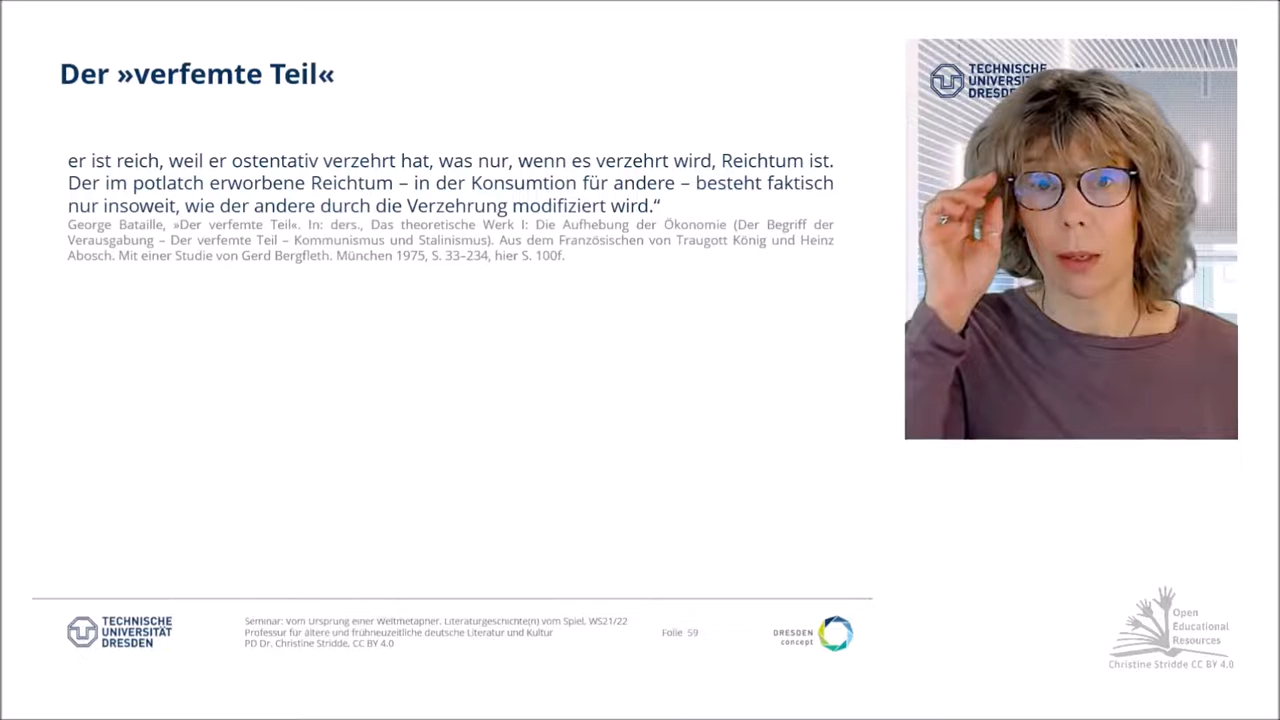 Der »verfemte Teil«
TECHNISCHE
DRESD
er ist reich, weil er ostentativ verzehrt hat, was nur, wenn es verzehrt wird, Reichtum ist.
Der im potlatch erworbene Reichtum – in der Konsumtion für andere – besteht faktisch
nur insoweit, wie der andere durch die Verzehrung modifiziert wird.“
George Bataille, »Der verfemte Teil«. In: ders., Das theoretische Werk I: Die Aufhebung der Ökonomie (Der Begriff der
Verausgabung – Der verfemte Teil – Kommunismus und Stalinismus). Aus dem Französischen von Traugott König und Heinz
Abosch. Mit einer Studie von Gerd Bergfleth. München 1975, S. 33–234, hier S. 100f.
TECHNISCHE
UNIVERSITÄT
DRESDEN
Seminar: Vom Ursprung einer Weltmetapher. Literaturgeschichte(n) vom Spiel, WS21/22
Professur für ältere und frühneuzeitliche deutsche Literatur und Kultur
PD Dr. Christine Stridde, CC BY 4.0
Folie 59
DRESDEN
concept
Open
Educational
Resources
Christine Stridde CC BY 4.0